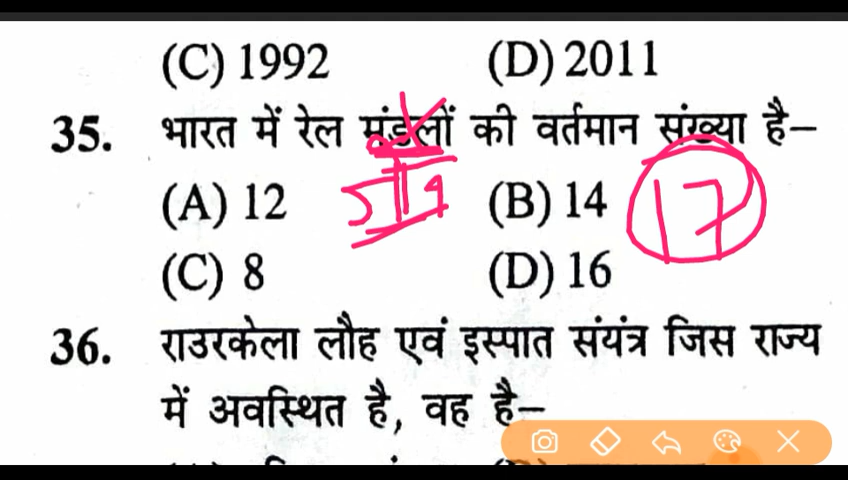 (C) 1992 (D) 2011
35. भारत में रेल मंडलों की वर्तमान संख्या है–
जोन
(A) 12 (B) 14 17
(C) 8 (D) 16
36. राउरकेला लौह एवं इस्पात संयंत्र जिस राज्य
में अवस्थित है, वह है–